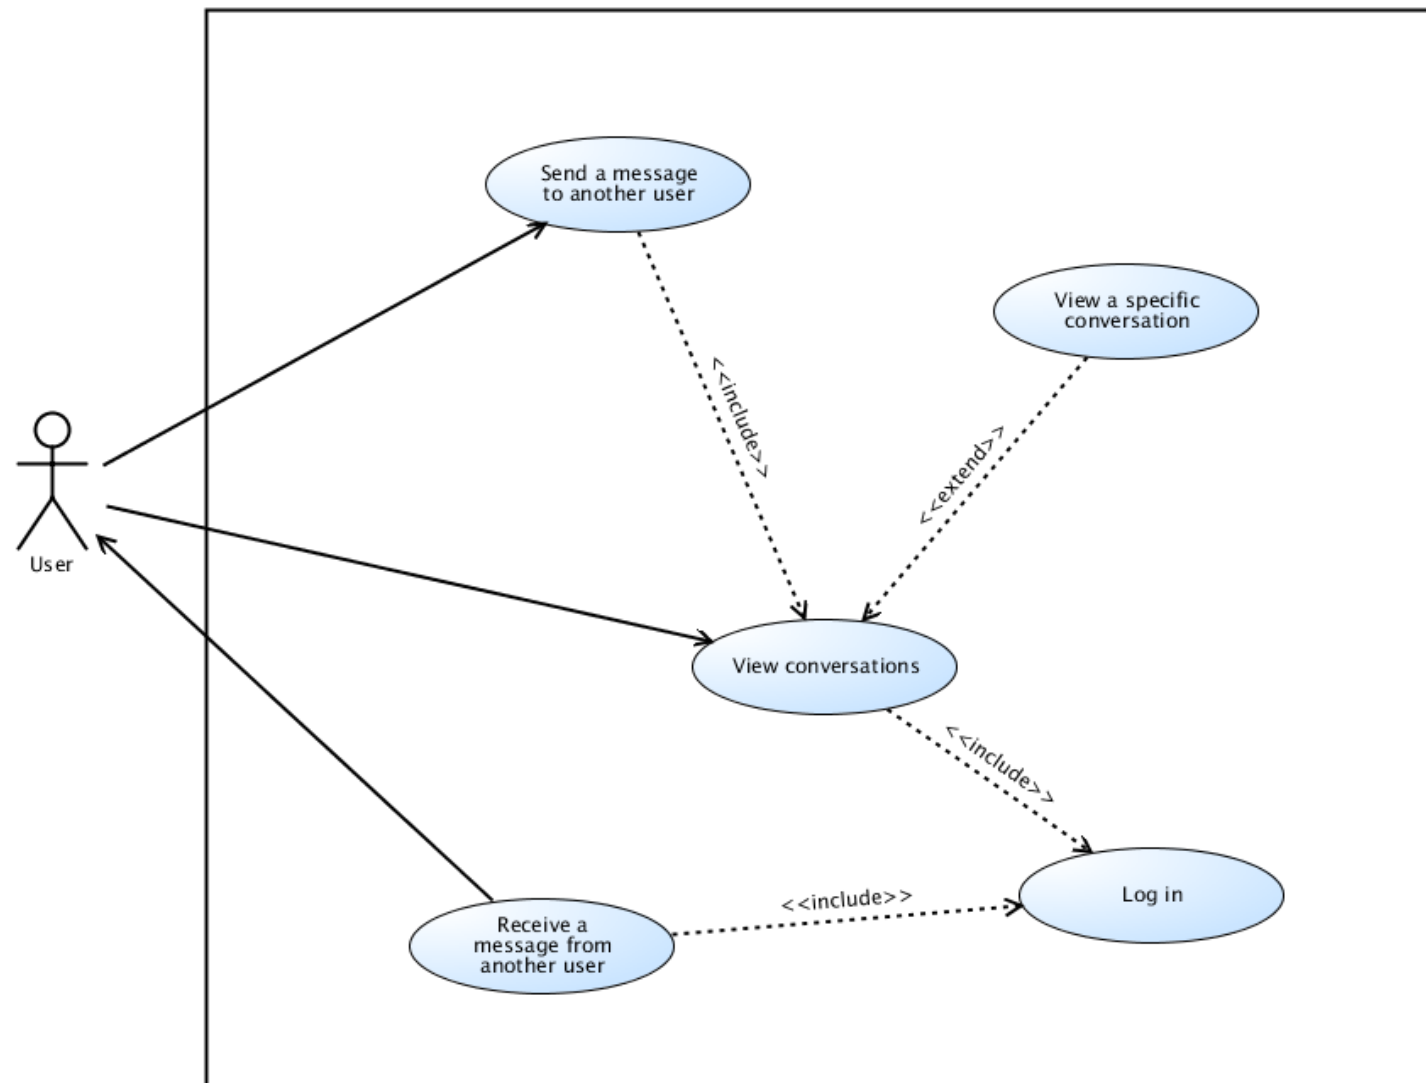 Send a message
to another user
View a specific
conversation
<<include>>
<<extend>>
User
View conversations
<<include>>
Log in
<<include>>
Receive a
message from
another user